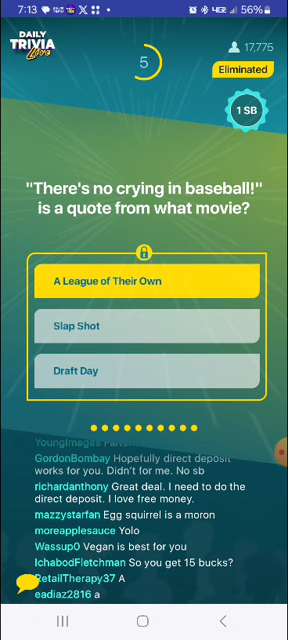 7:13
4G
56%
DAILY
TRIVIA
Live
5
17,775
Eliminated
1 SB
"There's no crying in baseball!"
is a quote from what movie?
A League of Their Own
Slap Shot
Draft Day
YoungImages
GordonBombay Hopefully direct deposit
works for you. Didn't for me. No sb
richardanthony Great deal. I need to do the
direct deposit. I love free money.
mazzystarfan Egg squirrel is a moron
moreapplesauce Yolo
Wassup0 Vegan is best for you
IchabodFletchman So you get 15 bucks?
RetailTherapy37 A
eadiaz2816 a